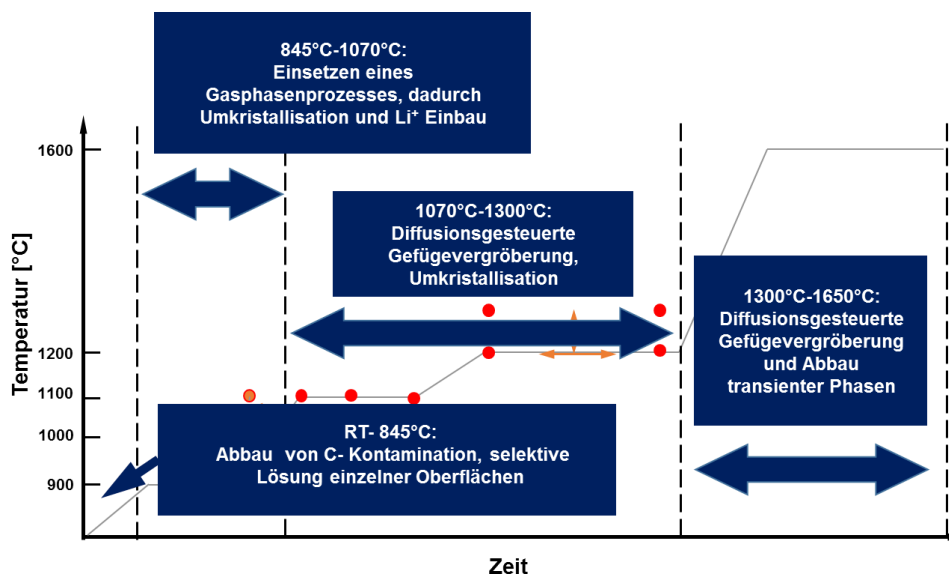 845°C-1070°C:
Einsetzen eines
Gasphasenprozesses, dadurch
Umkristallisation und Li⁺ Einbau
1600
1070°C-1300°C:
Diffusionsgesteuerte
Gefügevergröberung,
Umkristallisation
Temperatur [°C]
1300°C-1650°C:
Diffusionsgesteuerte
Gefügevergröberung
und Abbau
transienter Phasen
1200
1100
1000
900
RT- 845°C:
Abbau von C- Kontamination, selektive
Lösung einzelner Oberflächen
Zeit